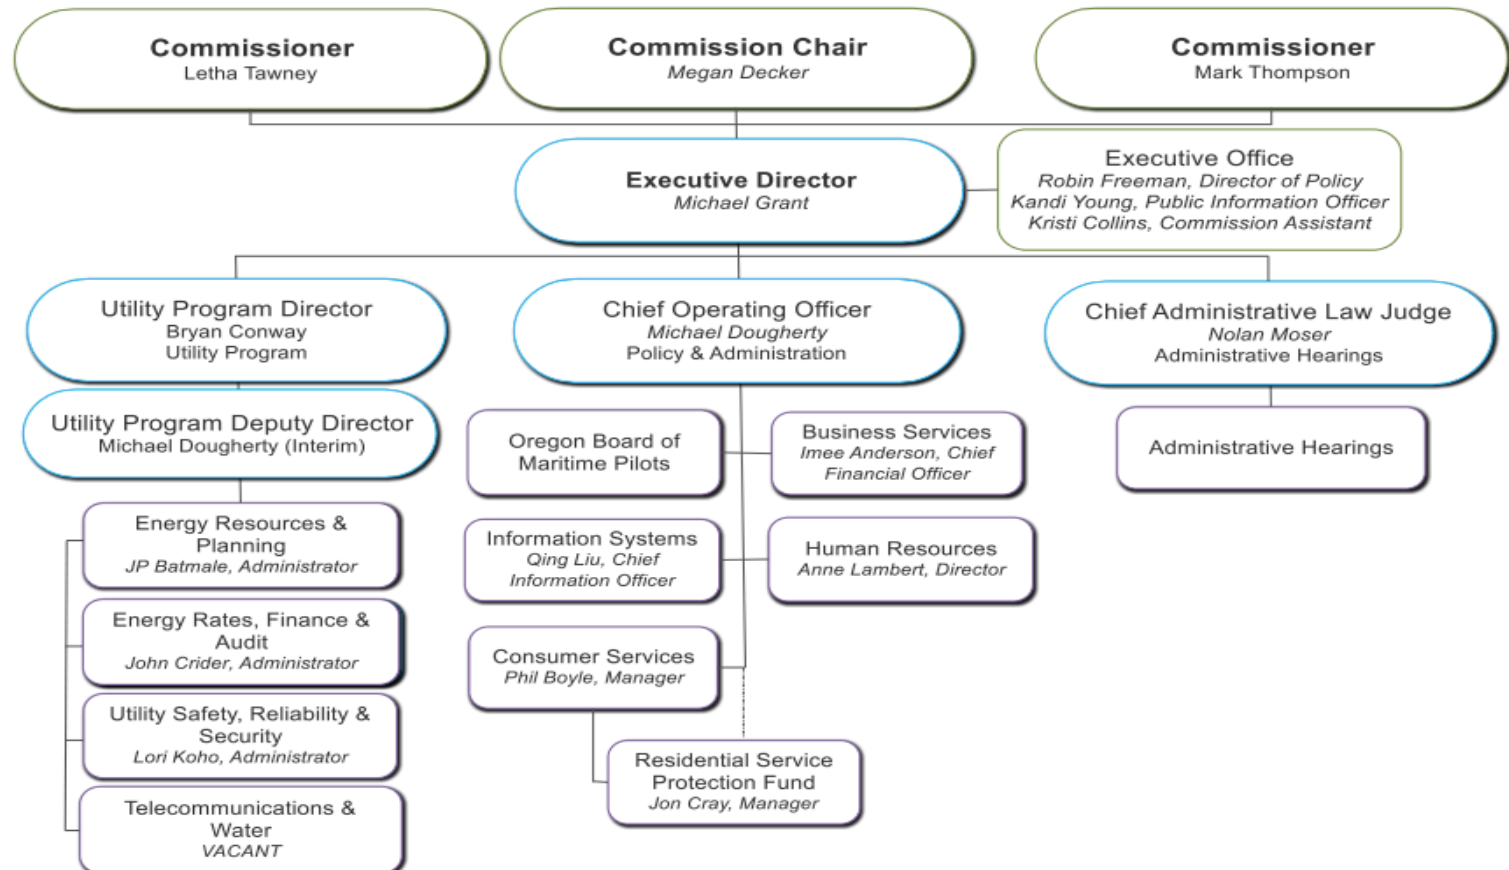 Commissioner
Letha Tawney
Commission Chair
Megan Decker
Commissioner
Mark Thompson
Executive Director
Michael Grant
Executive Office
Robin Freeman, Director of Policy
Kandi Young, Public Information Officer
Kristi Collins, Commission Assistant
Utility Program Director
Bryan Conway
Utility Program
Chief Operating Officer
Michael Dougherty
Policy & Administration
Chief Administrative Law Judge
Nolan Moser
Administrative Hearings
Utility Program Deputy Director
Michael Dougherty (Interim)
Oregon Board of
Maritime Pilots
Business Services
Imee Anderson, Chief
Financial Officer
Administrative Hearings
Energy Resources &
Planning
JP Batmale, Administrator
Information Systems
Qing Liu, Chief
Information Officer
Human Resources
Anne Lambert, Director
Energy Rates, Finance &
Audit
John Crider, Administrator
Consumer Services
Phil Boyle, Manager
Utility Safety, Reliability &
Security
Lori Koho, Administrator
Residential Service
Protection Fund
Jon Cray, Manager
Telecommunications &
Water
VACANT